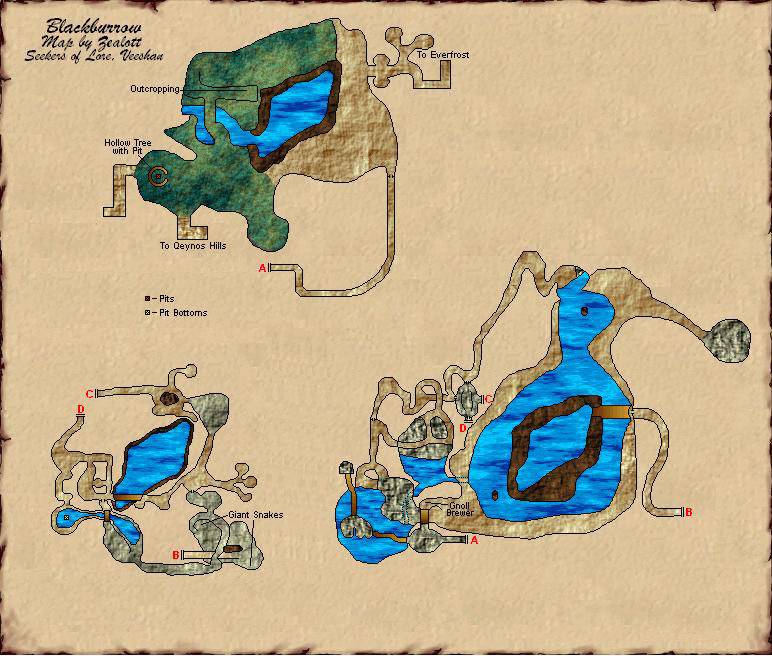 Blackburrow
Map by Zealott
Seekers of Lore, Veeshan
To Everfrost
Outcropping
Hollow Tree
with Pit
To Qeynos Hills
A
- Pits
- Pit Bottoms
C
D
C
D
Giant Snakes
B
Gnoll
Brewer
B
A